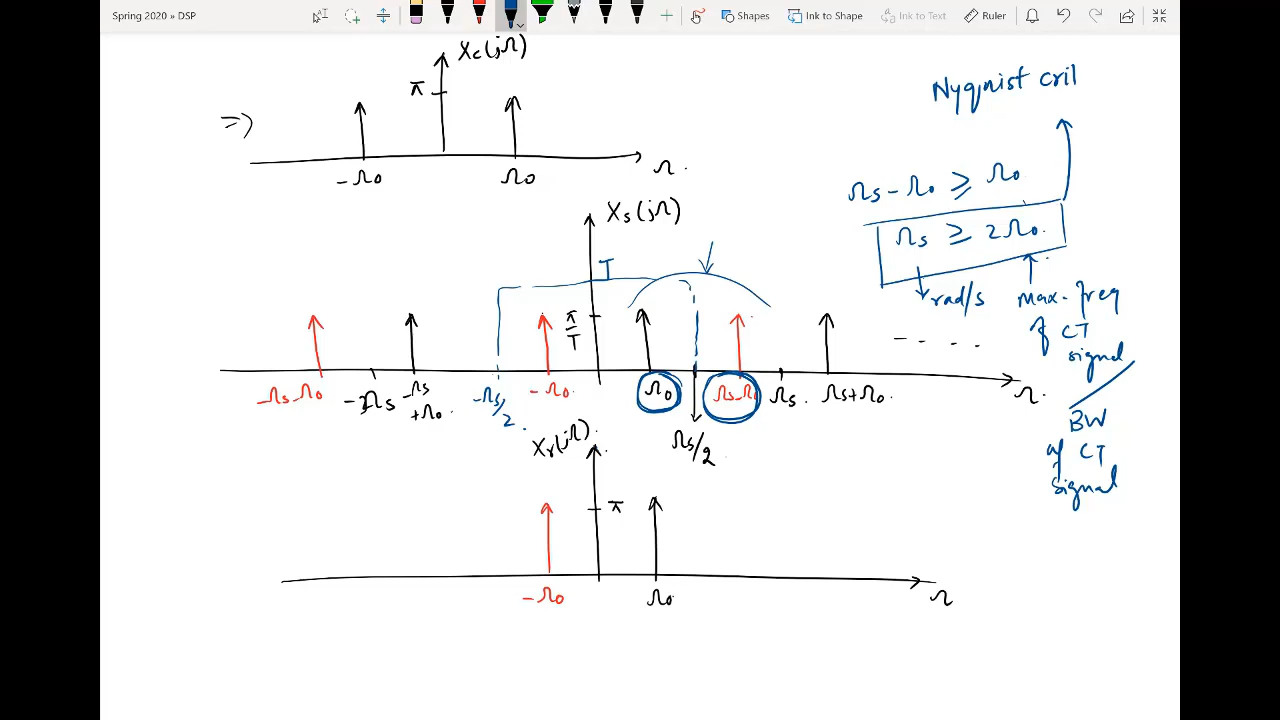 Spring 2020 » DSP
Shapes
Ink to Shape
Ink to Text
Ruler
Xc(jΩ)
π
=>
-Ω0
Ω0
Ω
Nyquist cril
Ωs - Ω0 ≥ Ω0
Ωs ≥ 2Ω0.
rad/s
max. freq
of CT
signal
BW
of CT
signal
Xs(jΩ)
T
π/T
- - . . .
-Ωs-Ω0
-Ωs
-Ωs
+Ω0.
-Ωs/2
-Ω0
Ω0
Ωs/2
Ωs-Ω0
Ωs.
Ωs+Ω0
Ω
Xr(jΩ)
π
-Ω0
Ω0
Ω